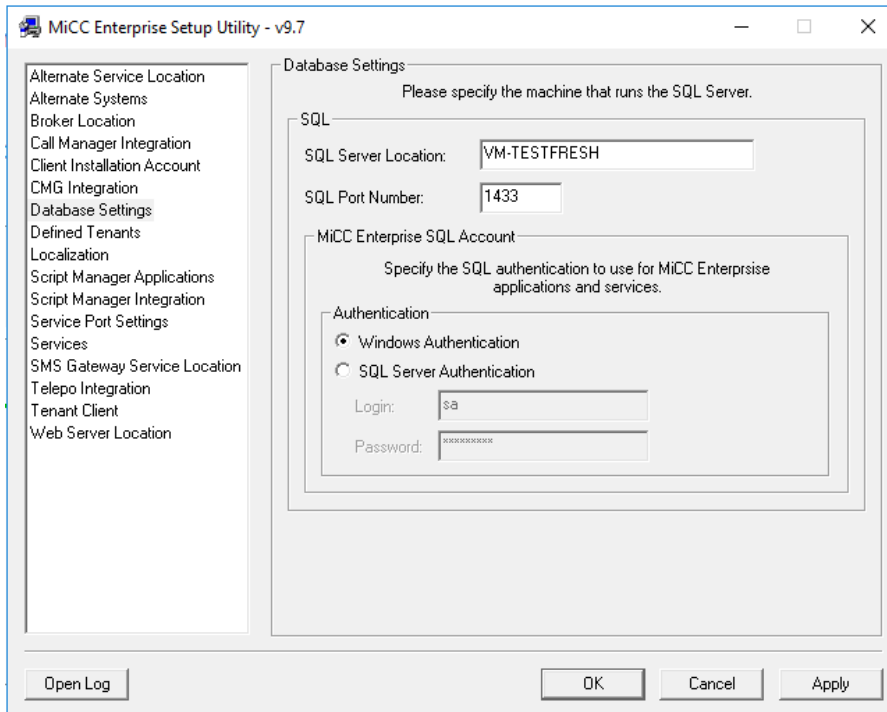 MiCC Enterprise Setup Utility - v9.7
Alternate Service Location
Alternate Systems
Broker Location
Call Manager Integration
Client Installation Account
CMG Integration
Database Settings
Defined Tenants
Localization
Script Manager Applications
Script Manager Integration
Service Port Settings
Services
SMS Gateway Service Location
Telepo Integration
Tenant Client
Web Server Location
Database Settings
Please specify the machine that runs the SQL Server.
SQL
SQL Server Location: VM-TESTFRESH
SQL Port Number: 1433
MiCC Enterprise SQL Account
Specify the SQL authentication to use for MiCC Enterprsise
applications and services.
Authentication
Windows Authentication
SQL Server Authentication
Login: sa
Password: *********
Open Log OK Cancel Apply